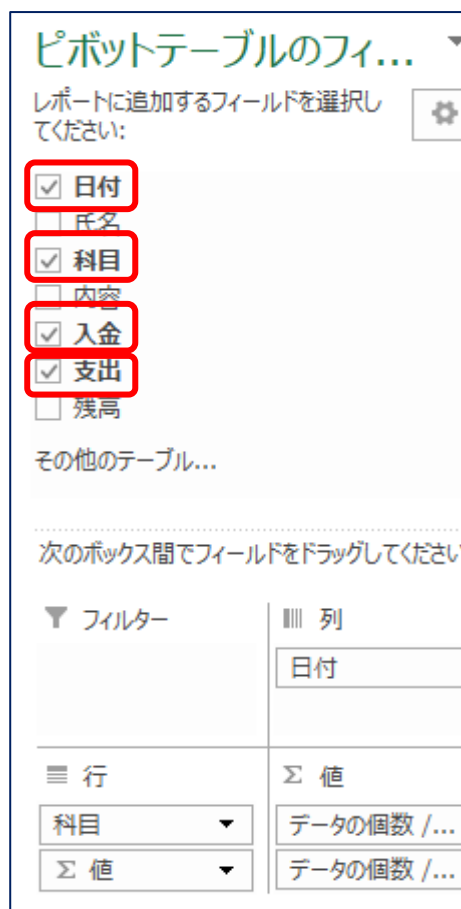 ピボットテーブルのフィ...
レポートに追加するフィールドを選択し
てください:
日付
氏名
科目
内容
入金
支出
残高
その他のテーブル...
次のボックス間でフィールドをドラッグしてください
フィルター
列
日付
行
Σ 値
科目
データの個数 /...
Σ 値
データの個数 /...